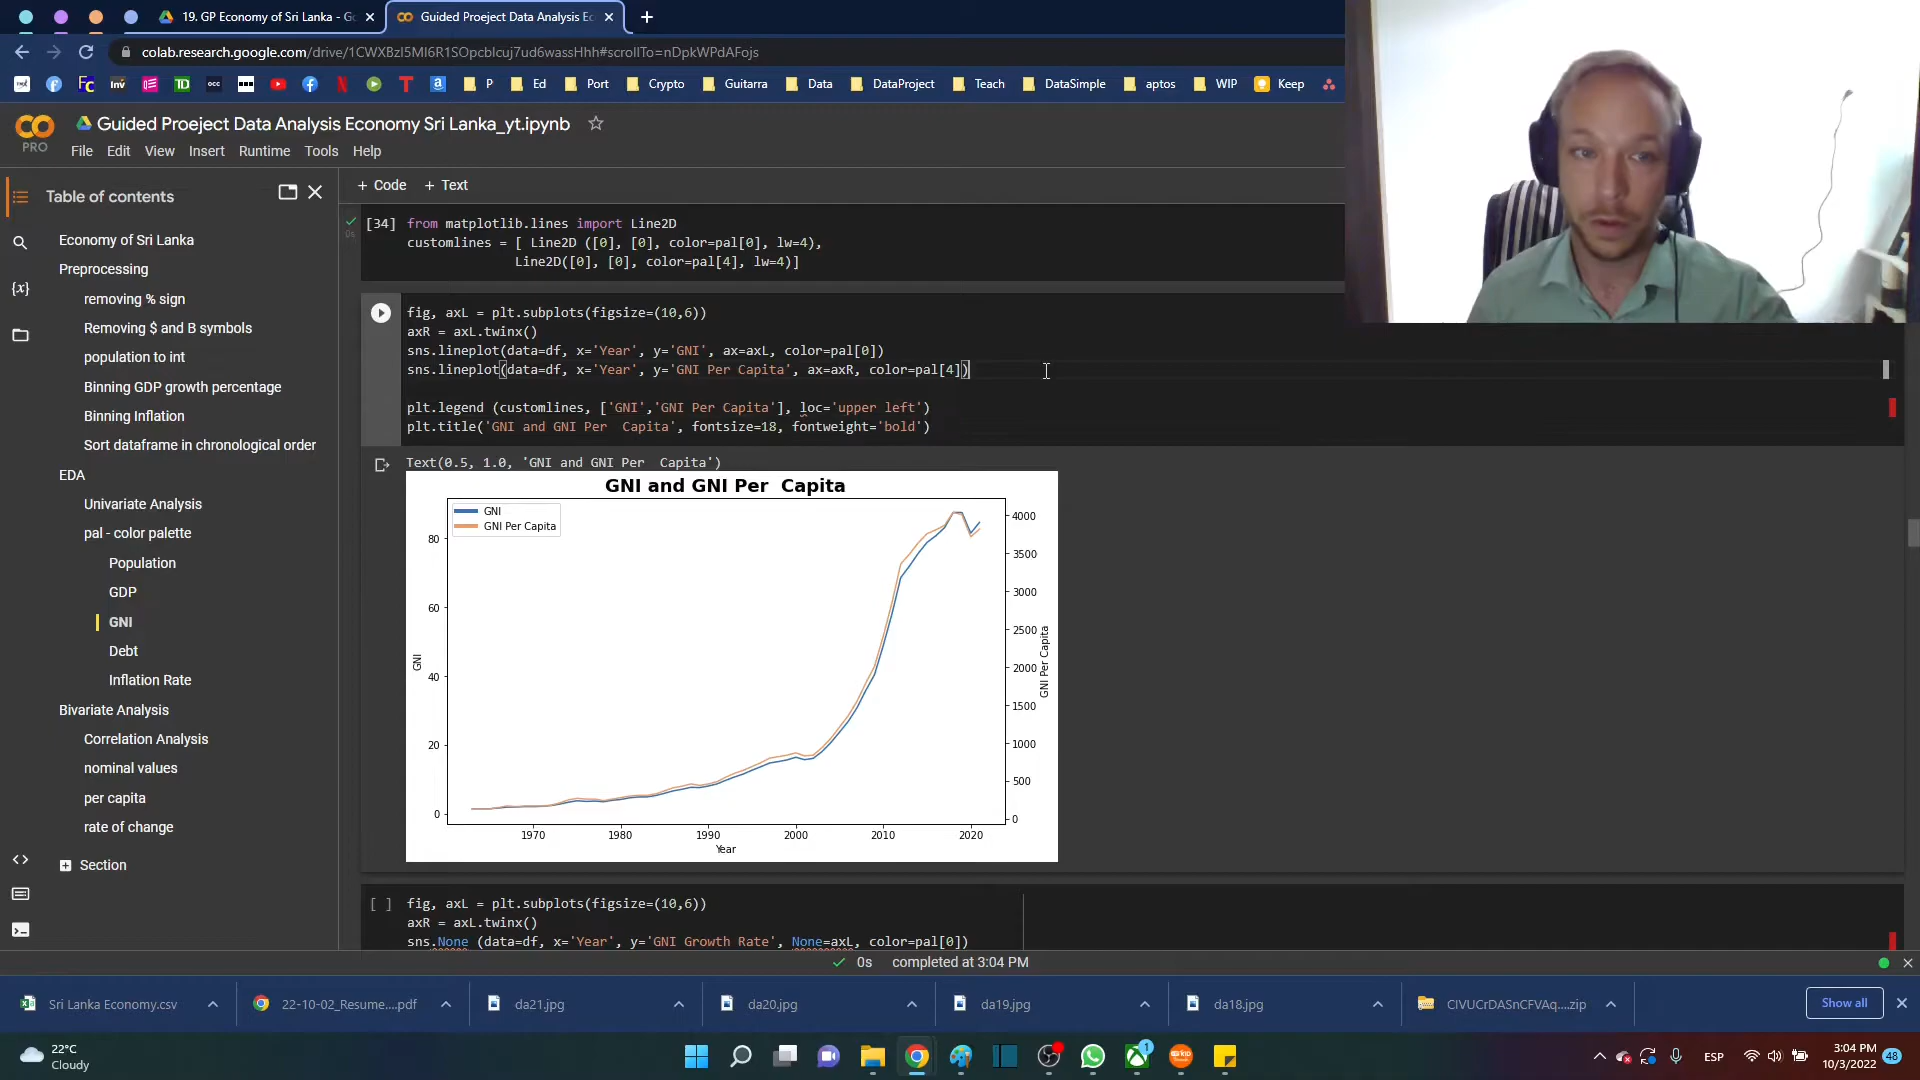 19. GP Economy of Sri Lanka - Go
Guided Proeject Data Analysis Ec
colab.research.google.com/drive/1CWXBzI5MI6R1SOpcbIcuj7ud6wassHhh#scrollTo=nDpkWPdAFojs
Inv
TD
occ
P
Ed
Port
Crypto
Guitarra
Data
DataProject
Teach
DataSimple
aptos
WIP
Keep
PRO
Guided Proeject Data Analysis Economy Sri Lanka_yt.ipynb
File Edit View Insert Runtime Tools Help
Table of contents
+ Code + Text
Economy of Sri Lanka
Preprocessing
removing % sign
Removing $ and B symbols
population to int
Binning GDP growth percentage
Binning Inflation
Sort dataframe in chronological order
EDA
Univariate Analysis
pal - color palette
Population
GDP
GNI
Debt
Inflation Rate
Bivariate Analysis
Correlation Analysis
nominal values
per capita
rate of change
Section
[34] from matplotlib.lines import Line2D
customlines = [ Line2D ([0], [0], color=pal[0], lw=4),
Line2D([0], [0], color=pal[4], lw=4)]
0s
fig, axL = plt.subplots(figsize=(10,6))
axR = axL.twinx()
sns.lineplot(data=df, x='Year', y='GNI', ax=axL, color=pal[0])
sns.lineplot(data=df, x='Year', y='GNI Per Capita', ax=axR, color=pal[4])
plt.legend (customlines, ['GNI','GNI Per Capita'], loc='upper left')
plt.title('GNI and GNI Per  Capita', fontsize=18, fontweight='bold')
Text(0.5, 1.0, 'GNI and GNI Per  Capita')
GNI and GNI Per  Capita
GNI
GNI Per Capita
80
60
40
20
0
GNI
4000
3500
3000
2500
2000
1500
1000
500
0
GNI Per Capita
1970 1980 1990 2000 2010 2020
Year
[ ] fig, axL = plt.subplots(figsize=(10,6))
axR = axL.twinx()
sns.None (data=df, x='Year', y='GNI Growth Rate', None=axL, color=pal[0])
0s completed at 3:04 PM
Sri Lanka Economy.csv
22-10-02_Resume....pdf
da21.jpg
da20.jpg
da19.jpg
da18.jpg
CIVUCrDASnCFVAq....zip
Show all
22°C
Cloudy
1
ESP
3:04 PM
10/3/2022
48